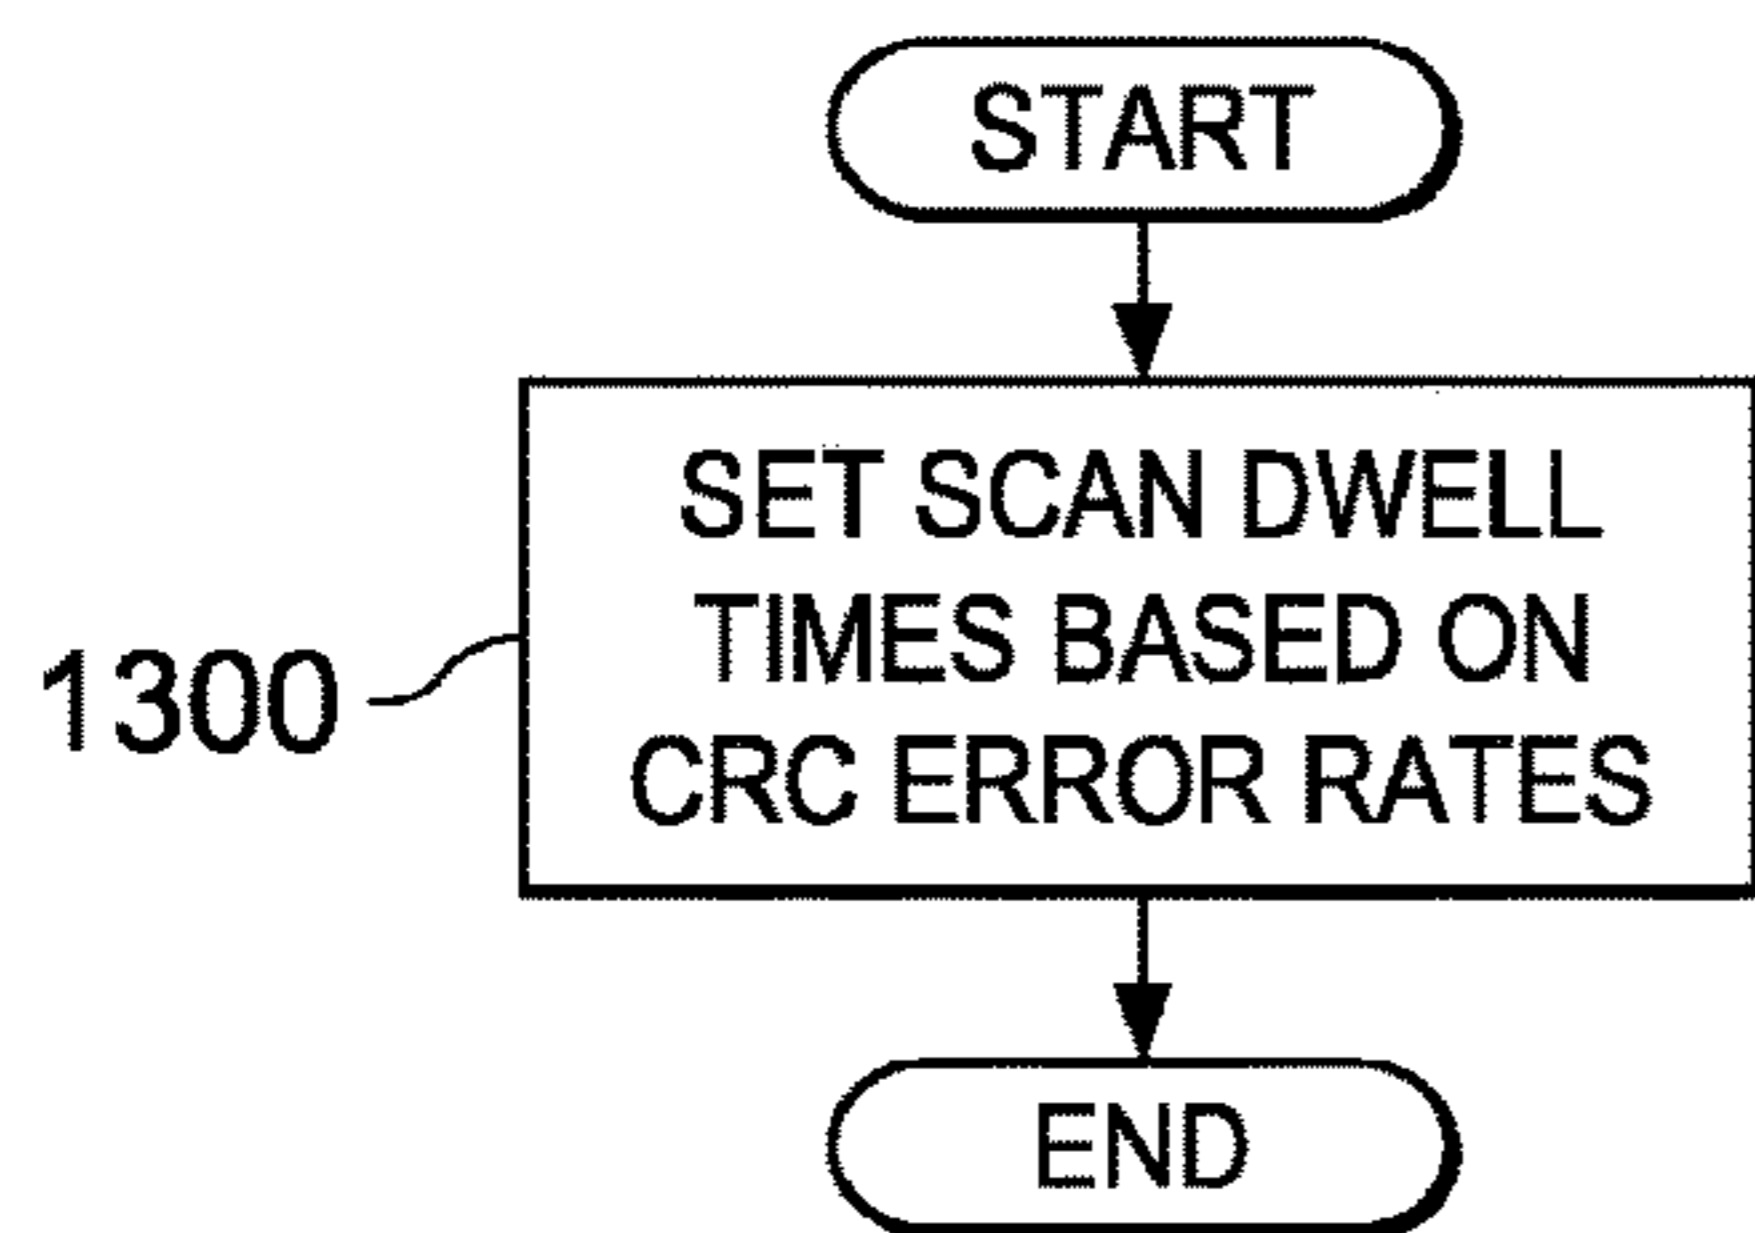 START
SET SCAN DWELL
TIMES BASED ON
CRC ERROR RATES
1300
END